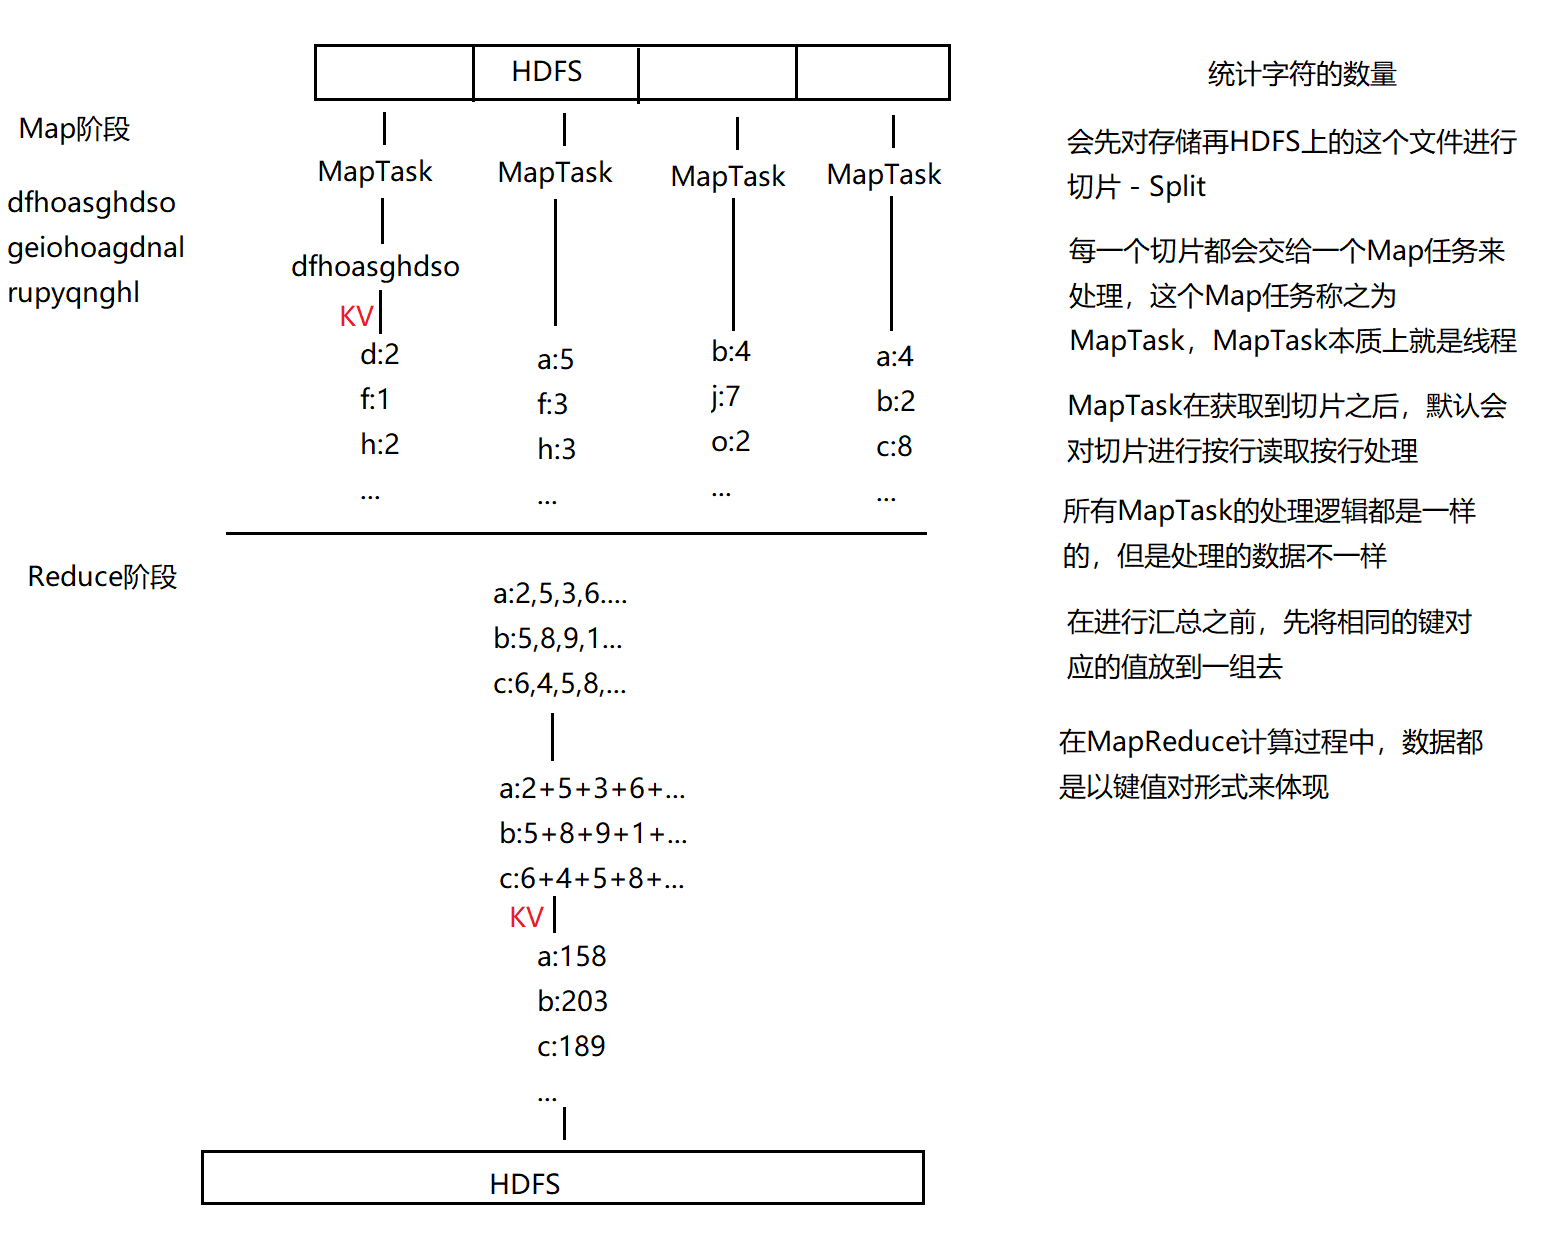 HDFS
Map阶段
MapTask
MapTask
MapTask
MapTask
dfhoasghdso
geiohoagdnal
rupyqnghl
dfhoasghdso
KV
d:2
f:1
h:2
...
a:5
f:3
h:3
...
b:4
j:7
o:2
...
a:4
b:2
c:8
...
Reduce阶段
a:2,5,3,6....
b:5,8,9,1...
c:6,4,5,8,...
a:2+5+3+6+...
b:5+8+9+1+...
c:6+4+5+8+...
KV
a:158
b:203
c:189
...
HDFS
统计字符的数量
会先对存储再HDFS上的这个文件进行
切片 - Split
每一个切片都会交给一个Map任务来
处理，这个Map任务称之为
MapTask，MapTask本质上就是线程
MapTask在获取到切片之后，默认会
对切片进行按行读取按行处理
所有MapTask的处理逻辑都是一样
的，但是处理的数据不一样
在进行汇总之前，先将相同的键对
应的值放到一组去
在MapReduce计算过程中，数据都
是以键值对形式来体现